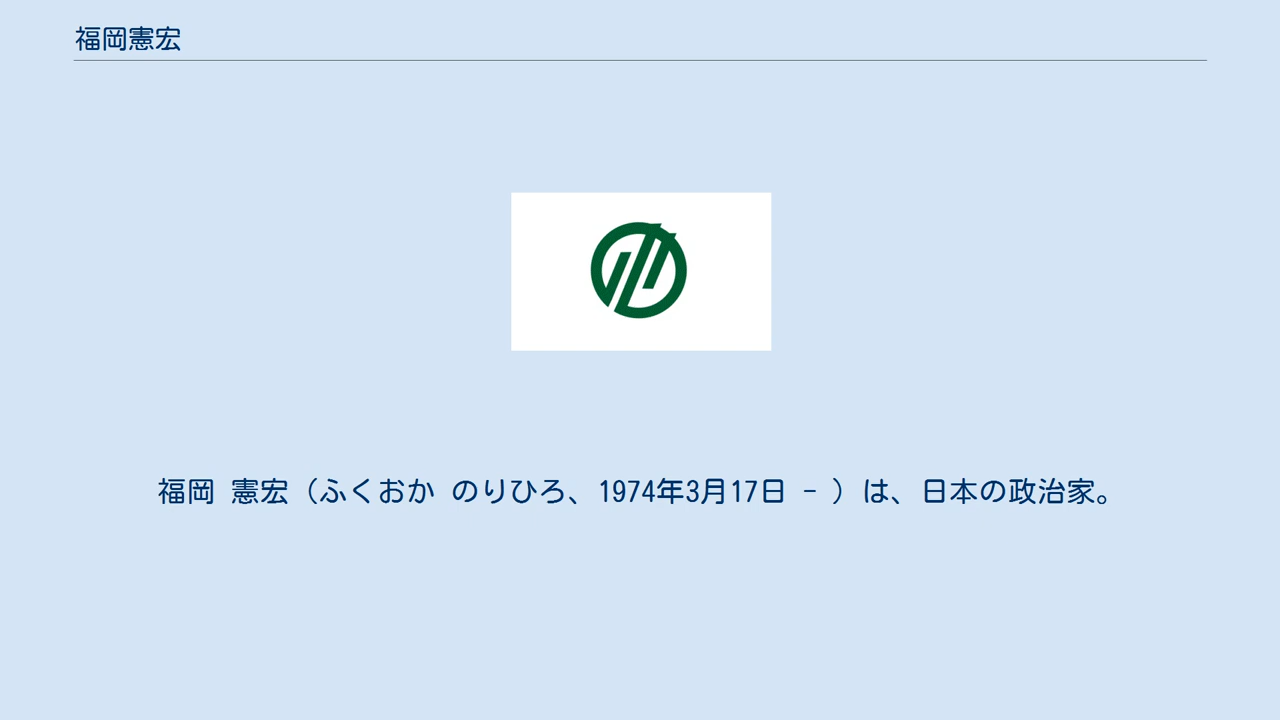 福岡憲宏
福岡 憲宏（ふくおか のりひろ、1974年3月17日 - ）は、日本の政治家。